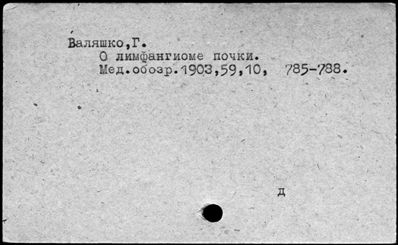 Валяшко,Г.
О лимфангиоме почки.
Мед.обозр.1903,59,10, 785-788.
д